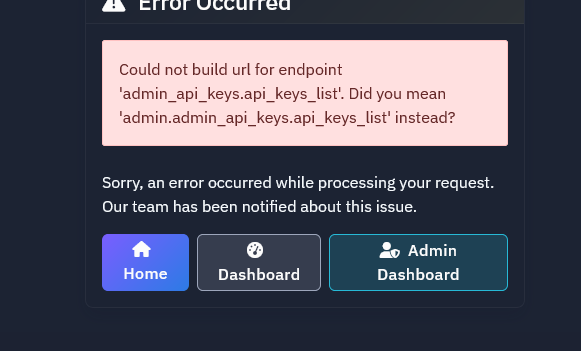 Error Occurred
Could not build url for endpoint
'admin_api_keys.api_keys_list'. Did you mean
'admin.admin_api_keys.api_keys_list' instead?
Sorry, an error occurred while processing your request.
Our team has been notified about this issue.
Home
Dashboard
Admin
Dashboard